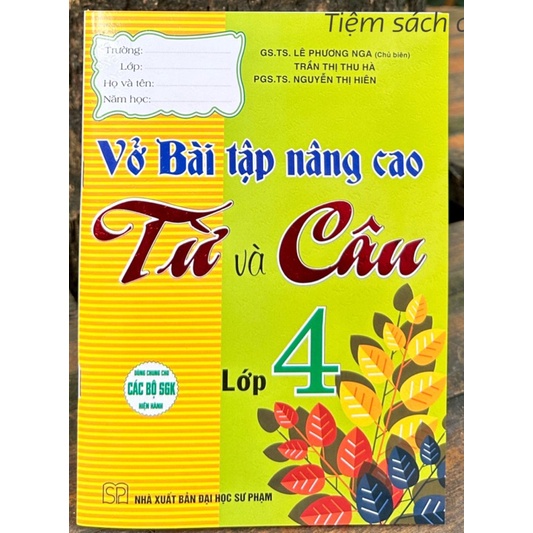 Tiệm sách
Trường:
Lớp:
Họ và tên:
Năm học:
GS.TS. LÊ PHƯƠNG NGA (Chủ biên)
TRẦN THỊ THU HÀ
PGS.TS. NGUYỄN THỊ HIÊN
Vở Bài tập nâng cao
Từ và Câu
Lớp 4
DÙNG CHUNG CHO
CÁC BỘ SGK
HIỆN HÀNH
SP
NHÀ XUẤT BẢN ĐẠI HỌC SƯ PHẠM